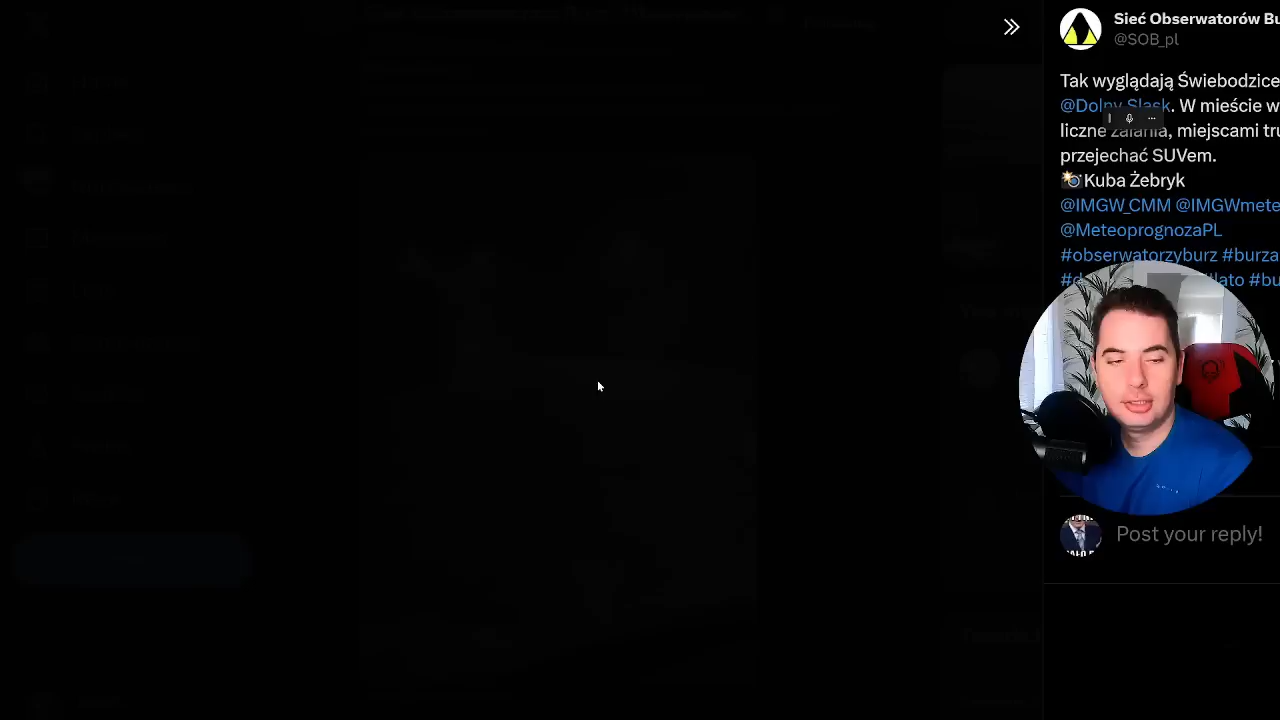 Sieć Obserwatorów Bu
@SOB_pl
Tak wyglądają Świebodzice
@Dolny Slask. W mieście w
liczne zalania, miejscami tru
przejechać SUVem.
Kuba Żebryk
@IMGW_CMM @IMGWmete
@MeteoprognozaPL
#obserwatorzyburz #burza
#lato #bu
Post your reply!